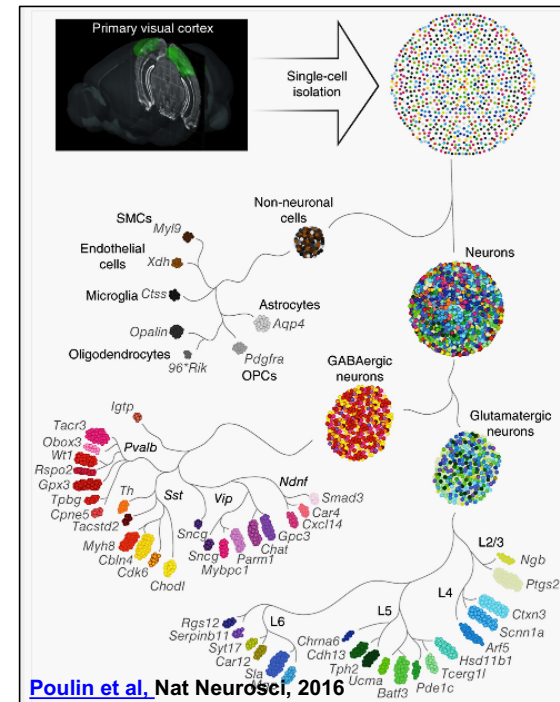 Primary visual cortex
Single-cell
isolation
Non-neuronal
cells
SMCs
Myl9
Endothelial
cells
Xdh
Microglia
Ctss
Astrocytes
Aqp4
Opalin
Oligodendrocytes
96*Rik
Pdgfra
OPCs
Neurons
GABAergic
neurons
Glutamatergic
neurons
Igtp
Tacr3
Obox3
Wt1
Rspo2
Gpx3
Tpbg
Cpne5
Pvalb
Th
Tacstd2
Sst
Myh8
Cbln4
Cdk6
Chodl
Vip
Sncg
Sncg
Mybpc1
Parm1
Chat
Gpc3
Ndnf
Cxcl14
Car4
Smad3
L2/3
Ngb
Ptgs2
L4
Ctxn3
Scnn1a
Arf5
Hsd11b1
L5
Tcerg1l
Pde1c
Batf3
Ucma
Tph2
Cdh13
Chrna6
L6
Rgs12
Serpinb11
Syt17
Car12
Sla
Poulin et al, Nat Neurosci, 2016